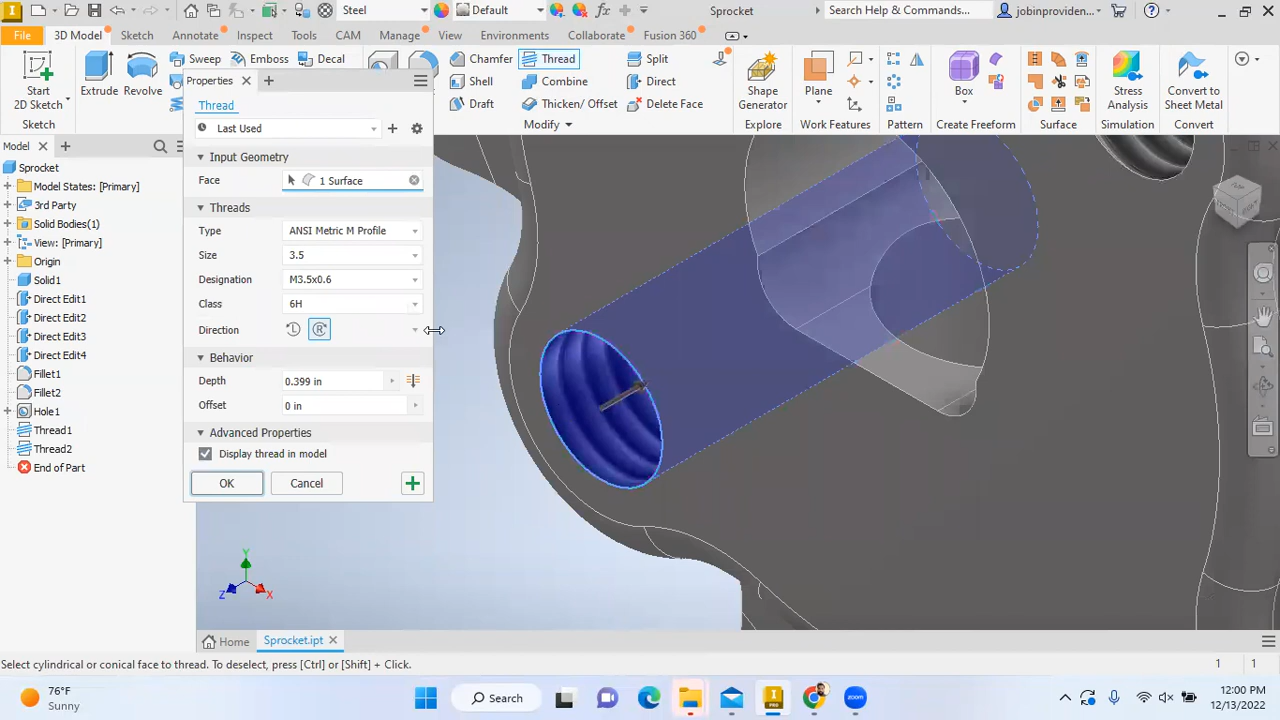 Steel
Default
Sprocket
Search Help & Commands...
jobinproviden...
File
3D Model
Sketch
Annotate
Inspect
Tools
CAM
Manage
View
Environments
Collaborate
Fusion 360
Start
2D Sketch
Sketch
Extrude
Revolve
Sweep
Emboss
Decal
Chamfer
Shell
Draft
Thread
Combine
Thicken/ Offset
Split
Direct
Delete Face
Modify
Shape
Generator
Explore
Plane
Work Features
Pattern
Box
Create Freeform
Surface
Stress
Analysis
Simulation
Convert to
Sheet Metal
Convert
Model
Sprocket
Model States: [Primary]
3rd Party
Solid Bodies(1)
View: [Primary]
Origin
Solid1
Direct Edit1
Direct Edit2
Direct Edit3
Direct Edit4
Fillet1
Fillet2
Hole1
Thread1
Thread2
End of Part
Properties
Thread
Last Used
Input Geometry
Face 1 Surface
Threads
Type ANSI Metric M Profile
Size 3.5
Designation M3.5x0.6
Class 6H
Direction
Behavior
Depth 0.399 in
Offset 0 in
Advanced Properties
Display thread in model
OK Cancel
Y
Z X
Home Sprocket.ipt
Select cylindrical or conical face to thread. To deselect, press [Ctrl] or [Shift] + Click.
1 1
76°F
Sunny
Search
PRO
zoom
12:00 PM
12/13/2022